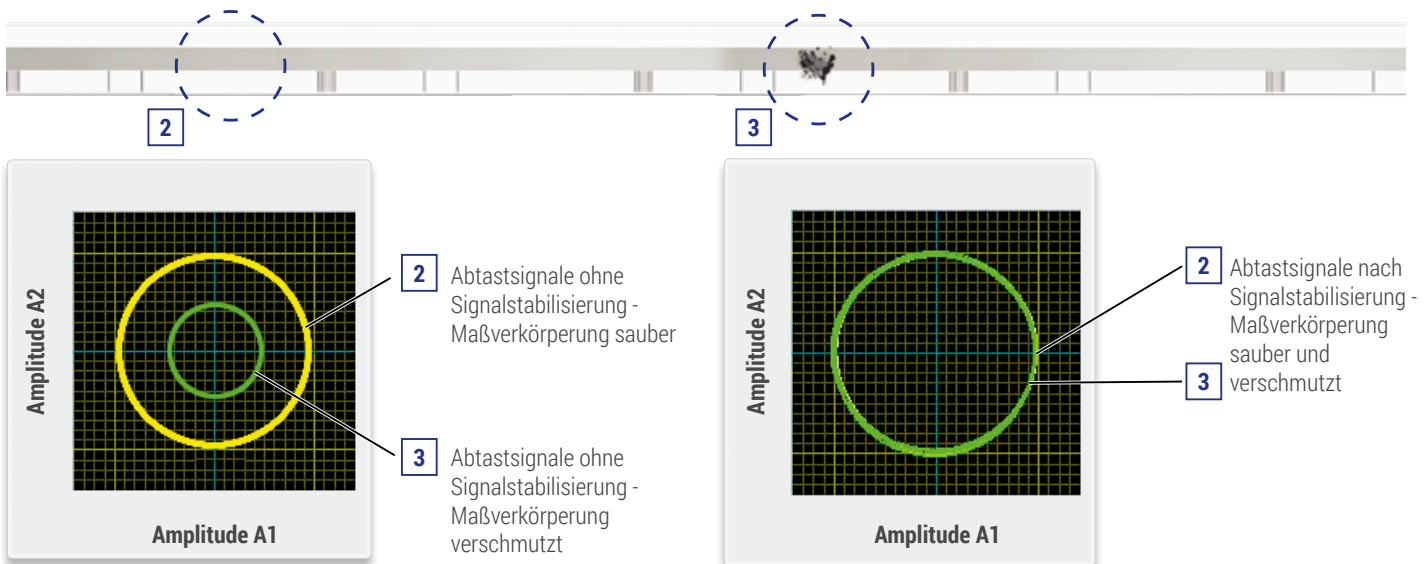 2
3
Amplitude A2
Amplitude A1
2
Abtastsignale ohne
Signalstabilisierung -
Maßverkörperung sauber
3
Abtastsignale ohne
Signalstabilisierung -
Maßverkörperung
verschmutzt
Amplitude A2
Amplitude A1
2
Abtastsignale nach
Signalstabilisierung -
Maßverkörperung
sauber und
3
verschmutzt